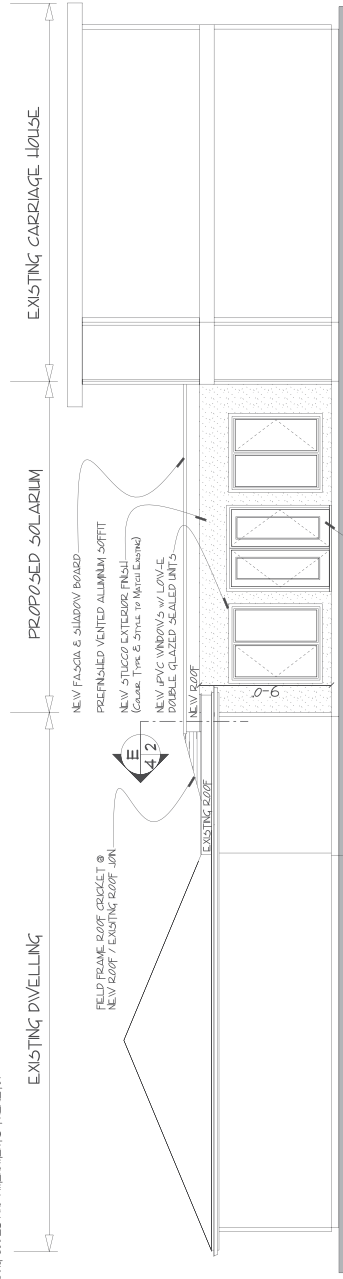 EXISTING DWELLING
PROPOSED SOLARIUM
EXISTING CARRIAGE HOUSE
FIELD FRAME ROOF CRICKET @
NEW ROOF / EXISITNG ROOF JOIN
NEW FASCIA & SHADOW BOARD
PREFINISHED VENTED ALUMINUM SOFFIT
NEW STUCCO EXTERIOR FINISH
(Colour Type & Style to Match Existing)
NEW uPVC WINDOWS w/ LOW-E
DOUBLE GLAZED SEALED UNITS
E
4 2
NEW ROOF
EXISTING ROOF
9'-0"